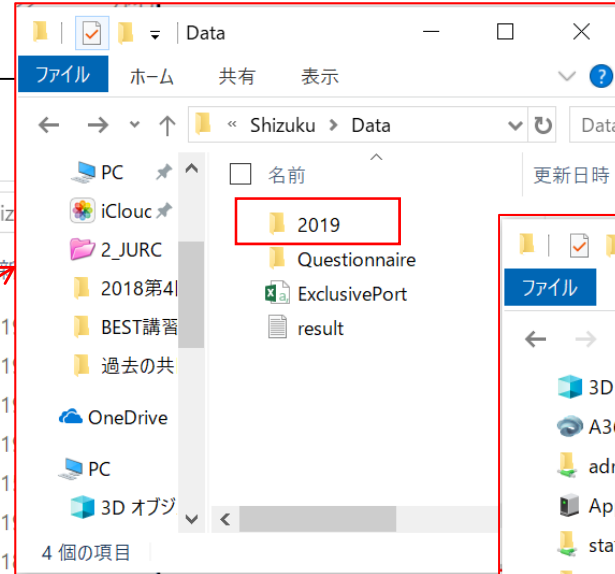 Data
ファイル ホーム 共有 表示
« Shizuku > Data
Data
名前
更新日時
PC
iClouc
2_JURC
2018第4
BEST講習
過去の共
OneDrive
PC
3D オブジ
2019
Questionnaire
ExclusivePort
result
4 個の項目
ファイル
3D
A36
adr
Ap
sta